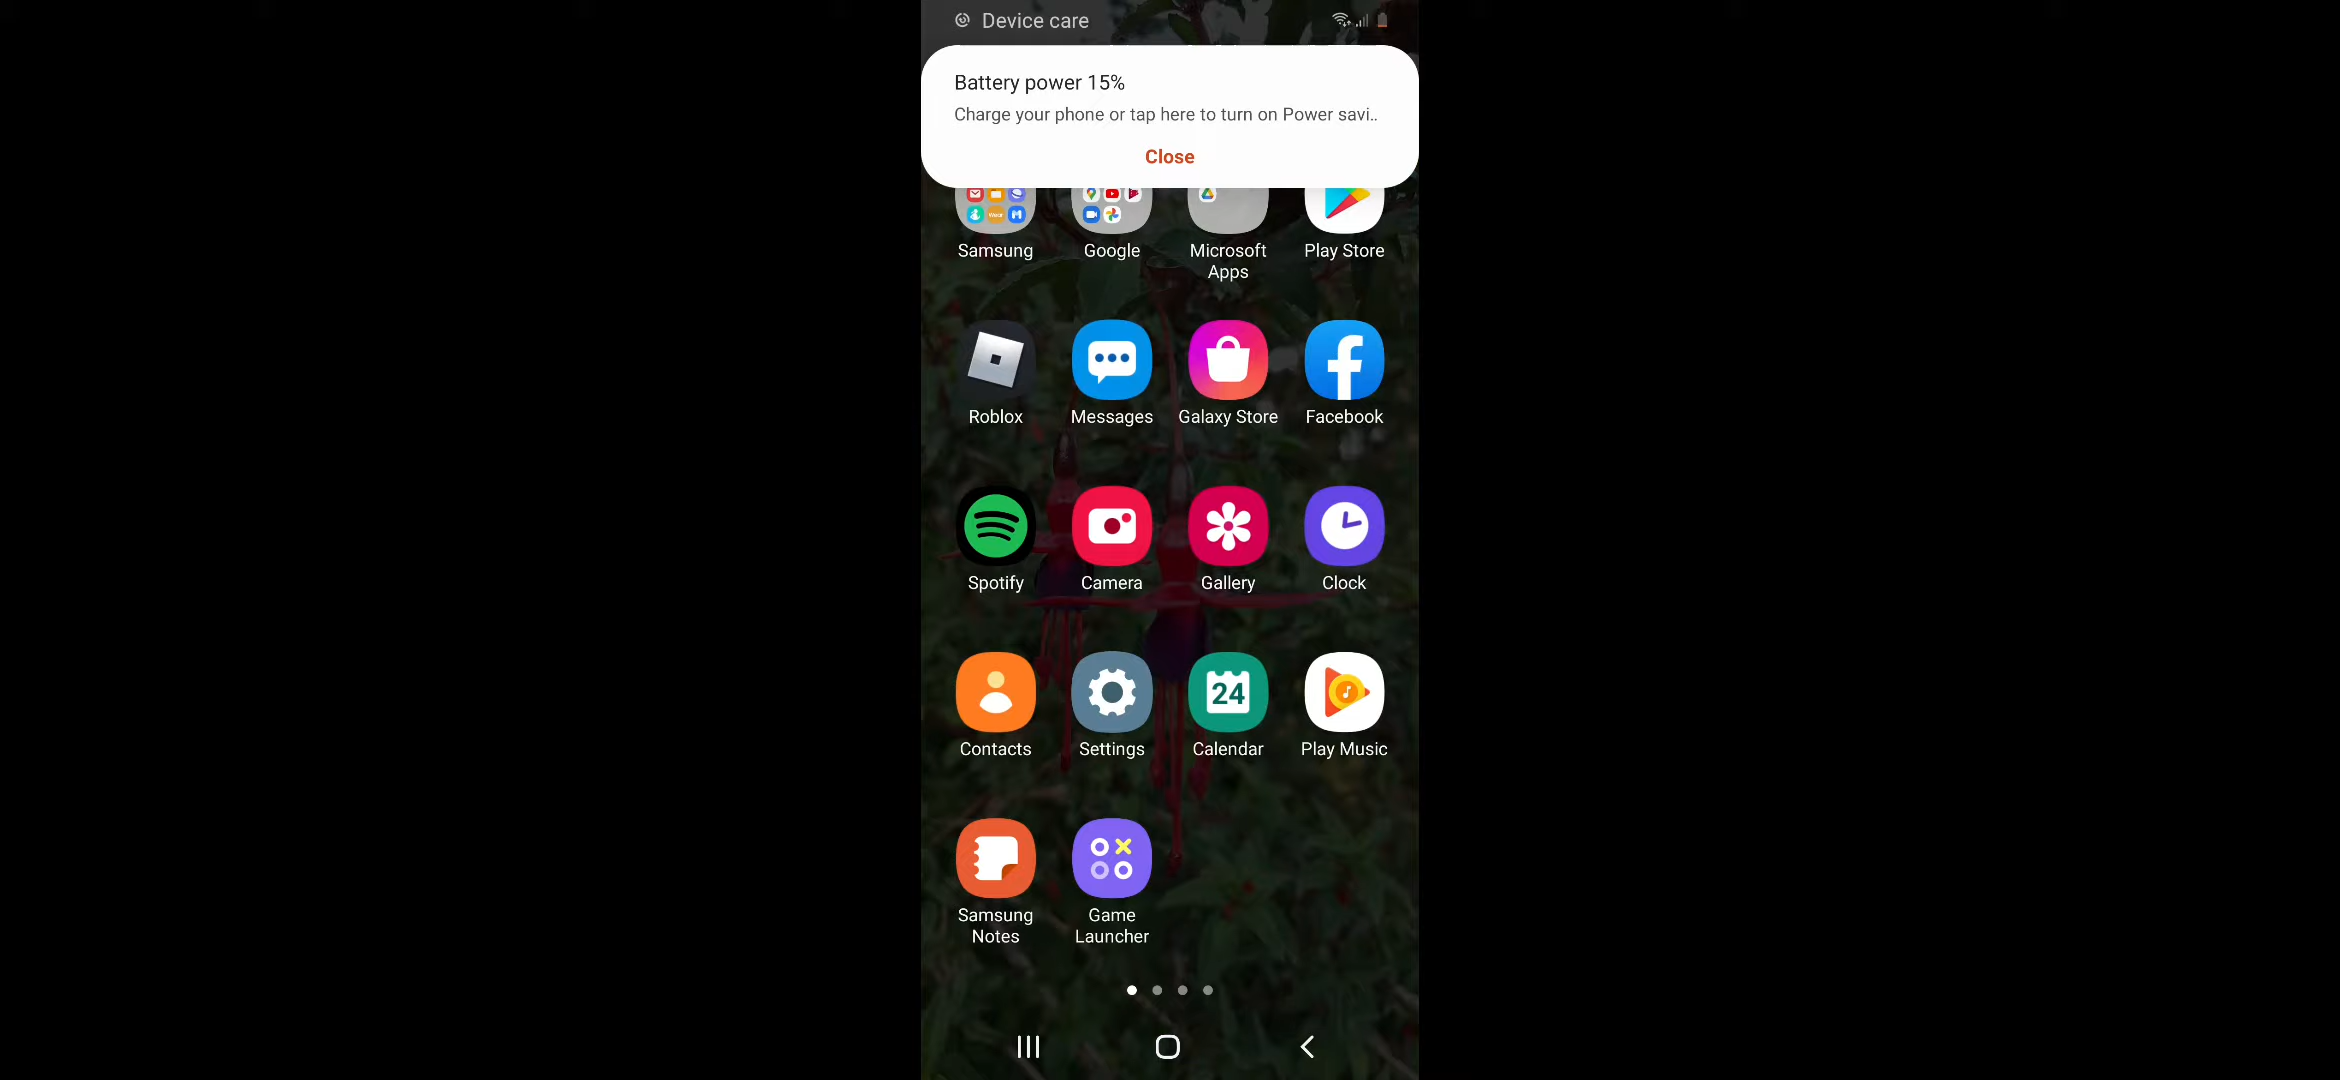 Device care
Battery power 15%
Charge your phone or tap here to turn on Power savi..
Close
Samsung Google Microsoft Apps Play Store
Roblox Messages Galaxy Store Facebook
Spotify Camera Gallery Clock
24
Contacts Settings Calendar Play Music
Samsung Notes Game Launcher